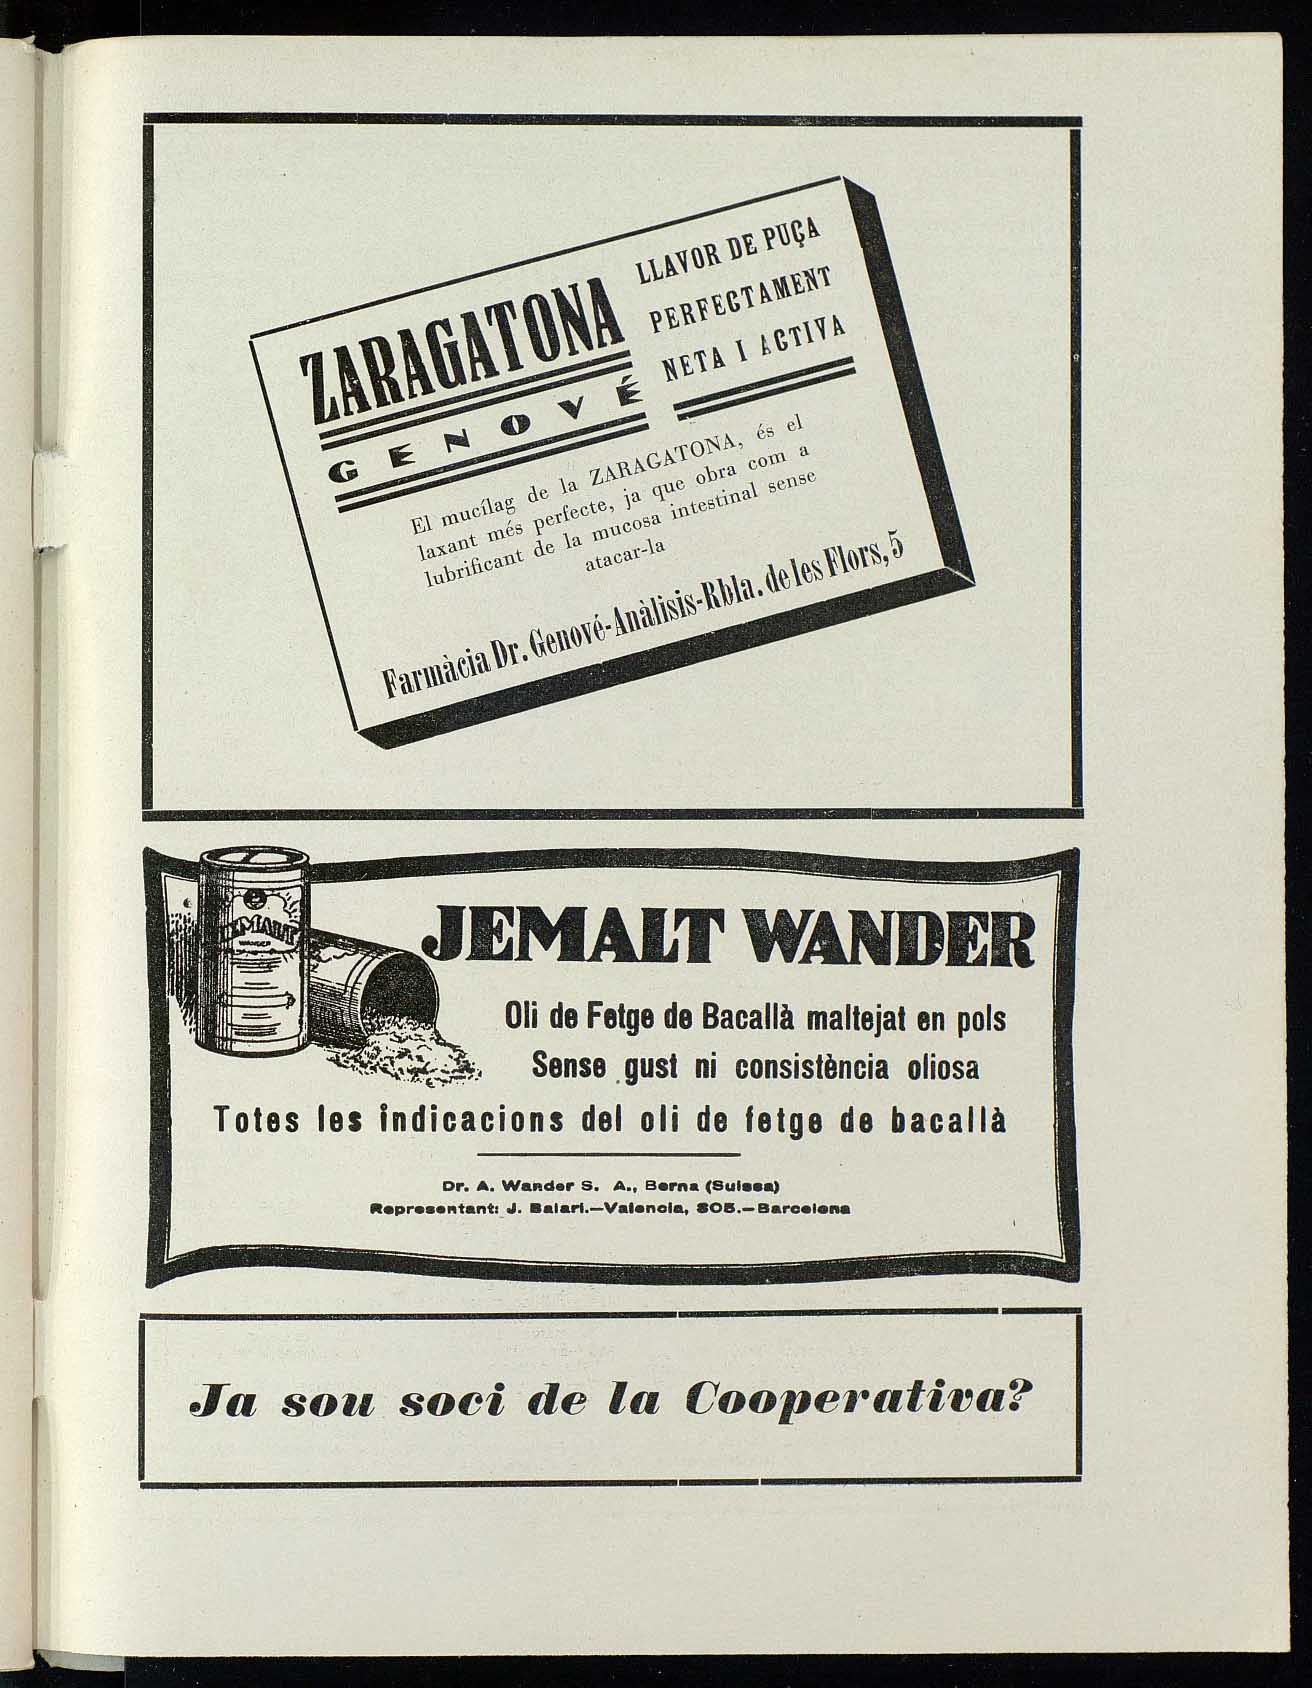 ZARAGATONA
GENOVÉ
LLAVOR DE PUÇA
PERFECTAMENT
NETA I ACTIVA
El mucílag de la ZARAGATONA, és el
laxant més perfecte, ja que obra com a
lubrificant de la mucosa intestinal sense
atacar-la
Farmàcia Dr. Genové-Anàlisis-Rbla. de les Flors, 5
JEMALT
WANDER
JEMALT WANDER
Oli de Fetge de Bacallà maltejat en pols
Sense gust ni consistència oliosa
Totes les indicacions del oli de fetge de bacallà
Dr. A. Wander S. A., Berna (Suissa)
Representant: J. Balari.—Valencia, 305.—Barcelona
Ja sou soci de la Cooperativa?